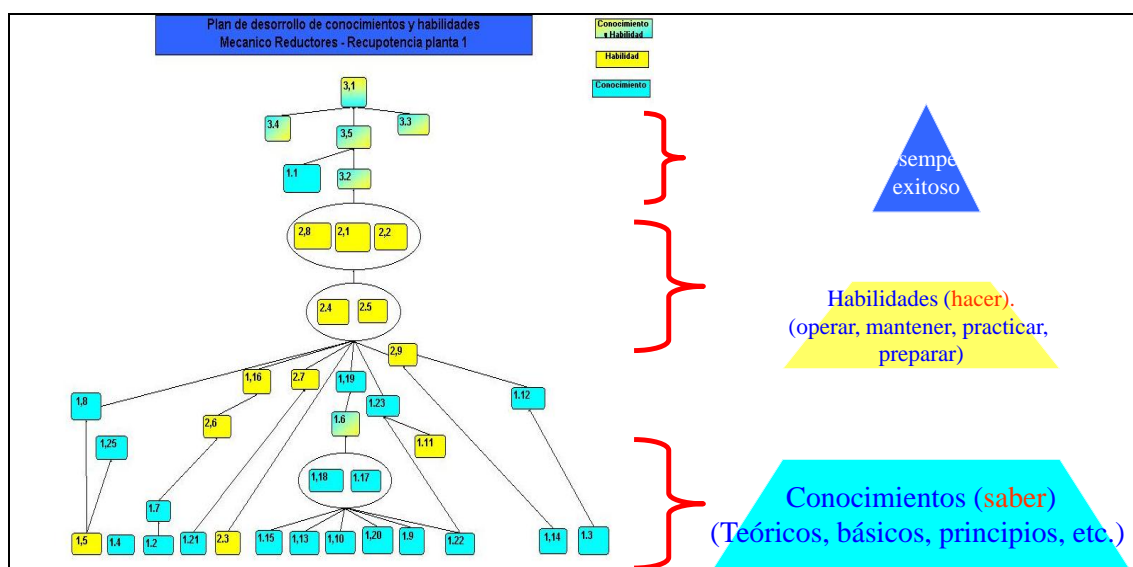 Plan de desorrollo de conocimientos y habilidades
Mecanico Reductores - Recupotencia planta 1
Conocimiento
y Habilidad
Habilidad
Conocimiento
3,1
3.4
3,5
3.3
1.1
3.2
2,8
2,1
2,2
2.4
2.5
2,9
1,16
2.7
1,19
1,8
1.23
1.12
2,6
1.6
1.11
1,25
1,18
1.17
1.7
1,5
1.4
1.2
1.21
2.3
1.15
1,13
1,10
1,20
1.9
1.22
1,14
1.3
sempe
exitoso
Habilidades (hacer).
(operar, mantener, practicar,
preparar)
Conocimientos (saber)
(Teóricos, básicos, principios, etc.)